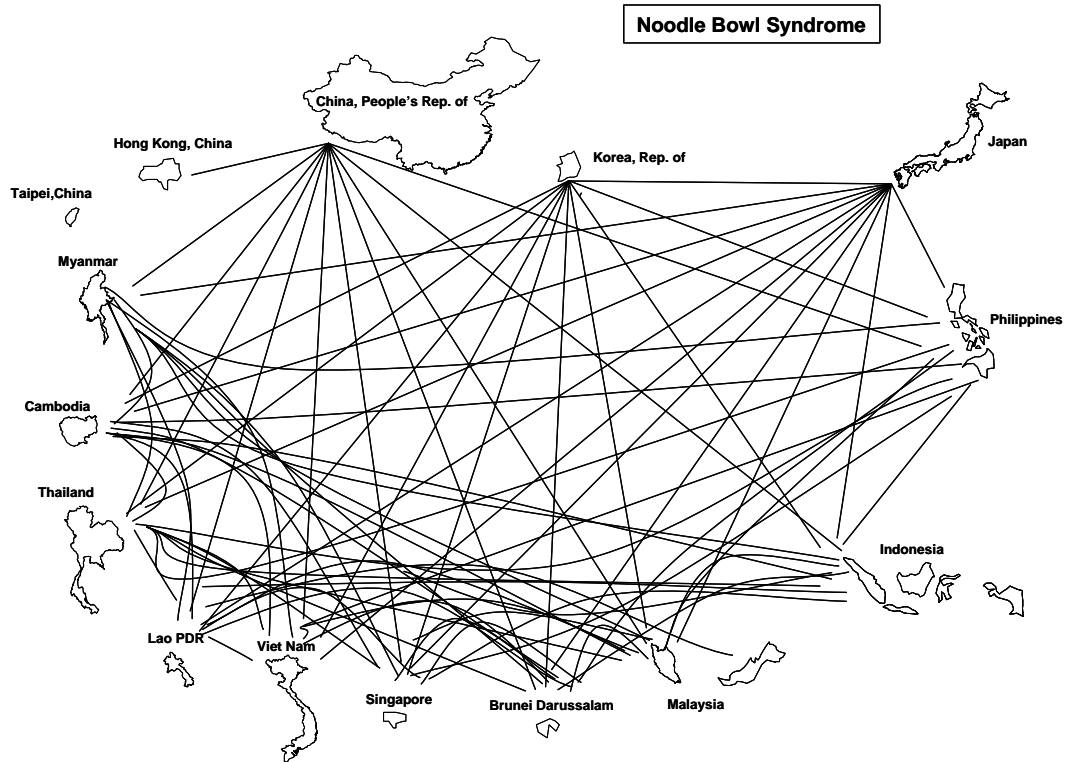 Noodle Bowl Syndrome
China, People's Rep. of
Hong Kong, China
Korea, Rep. of
Japan
Taipei,China
Myanmar
Philippines
Cambodia
Thailand
Indonesia
Lao PDR
Viet Nam
Singapore
Brunei Darussalam
Malaysia